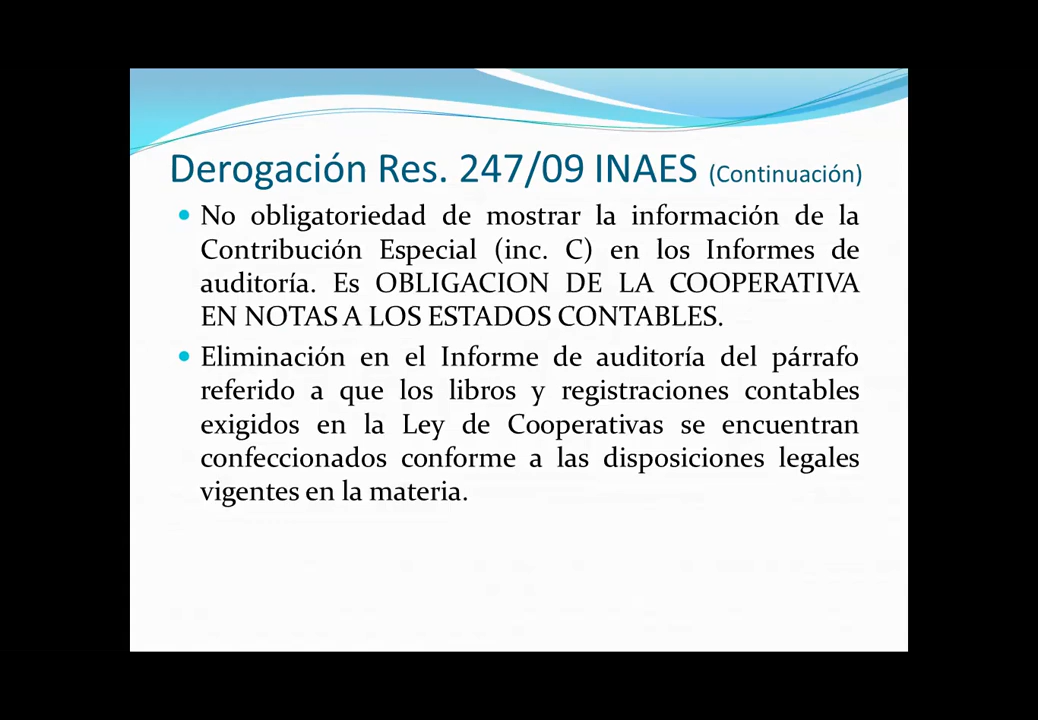 Derogación Res. 247/09 INAES (Continuación)
• No obligatoriedad de mostrar la información de la
Contribución Especial (inc. C) en los Informes de
auditoría. Es OBLIGACION DE LA COOPERATIVA
EN NOTAS A LOS ESTADOS CONTABLES.
• Eliminación en el Informe de auditoría del párrafo
referido a que los libros y registraciones contables
exigidos en la Ley de Cooperativas se encuentran
confeccionados conforme a las disposiciones legales
vigentes en la materia.